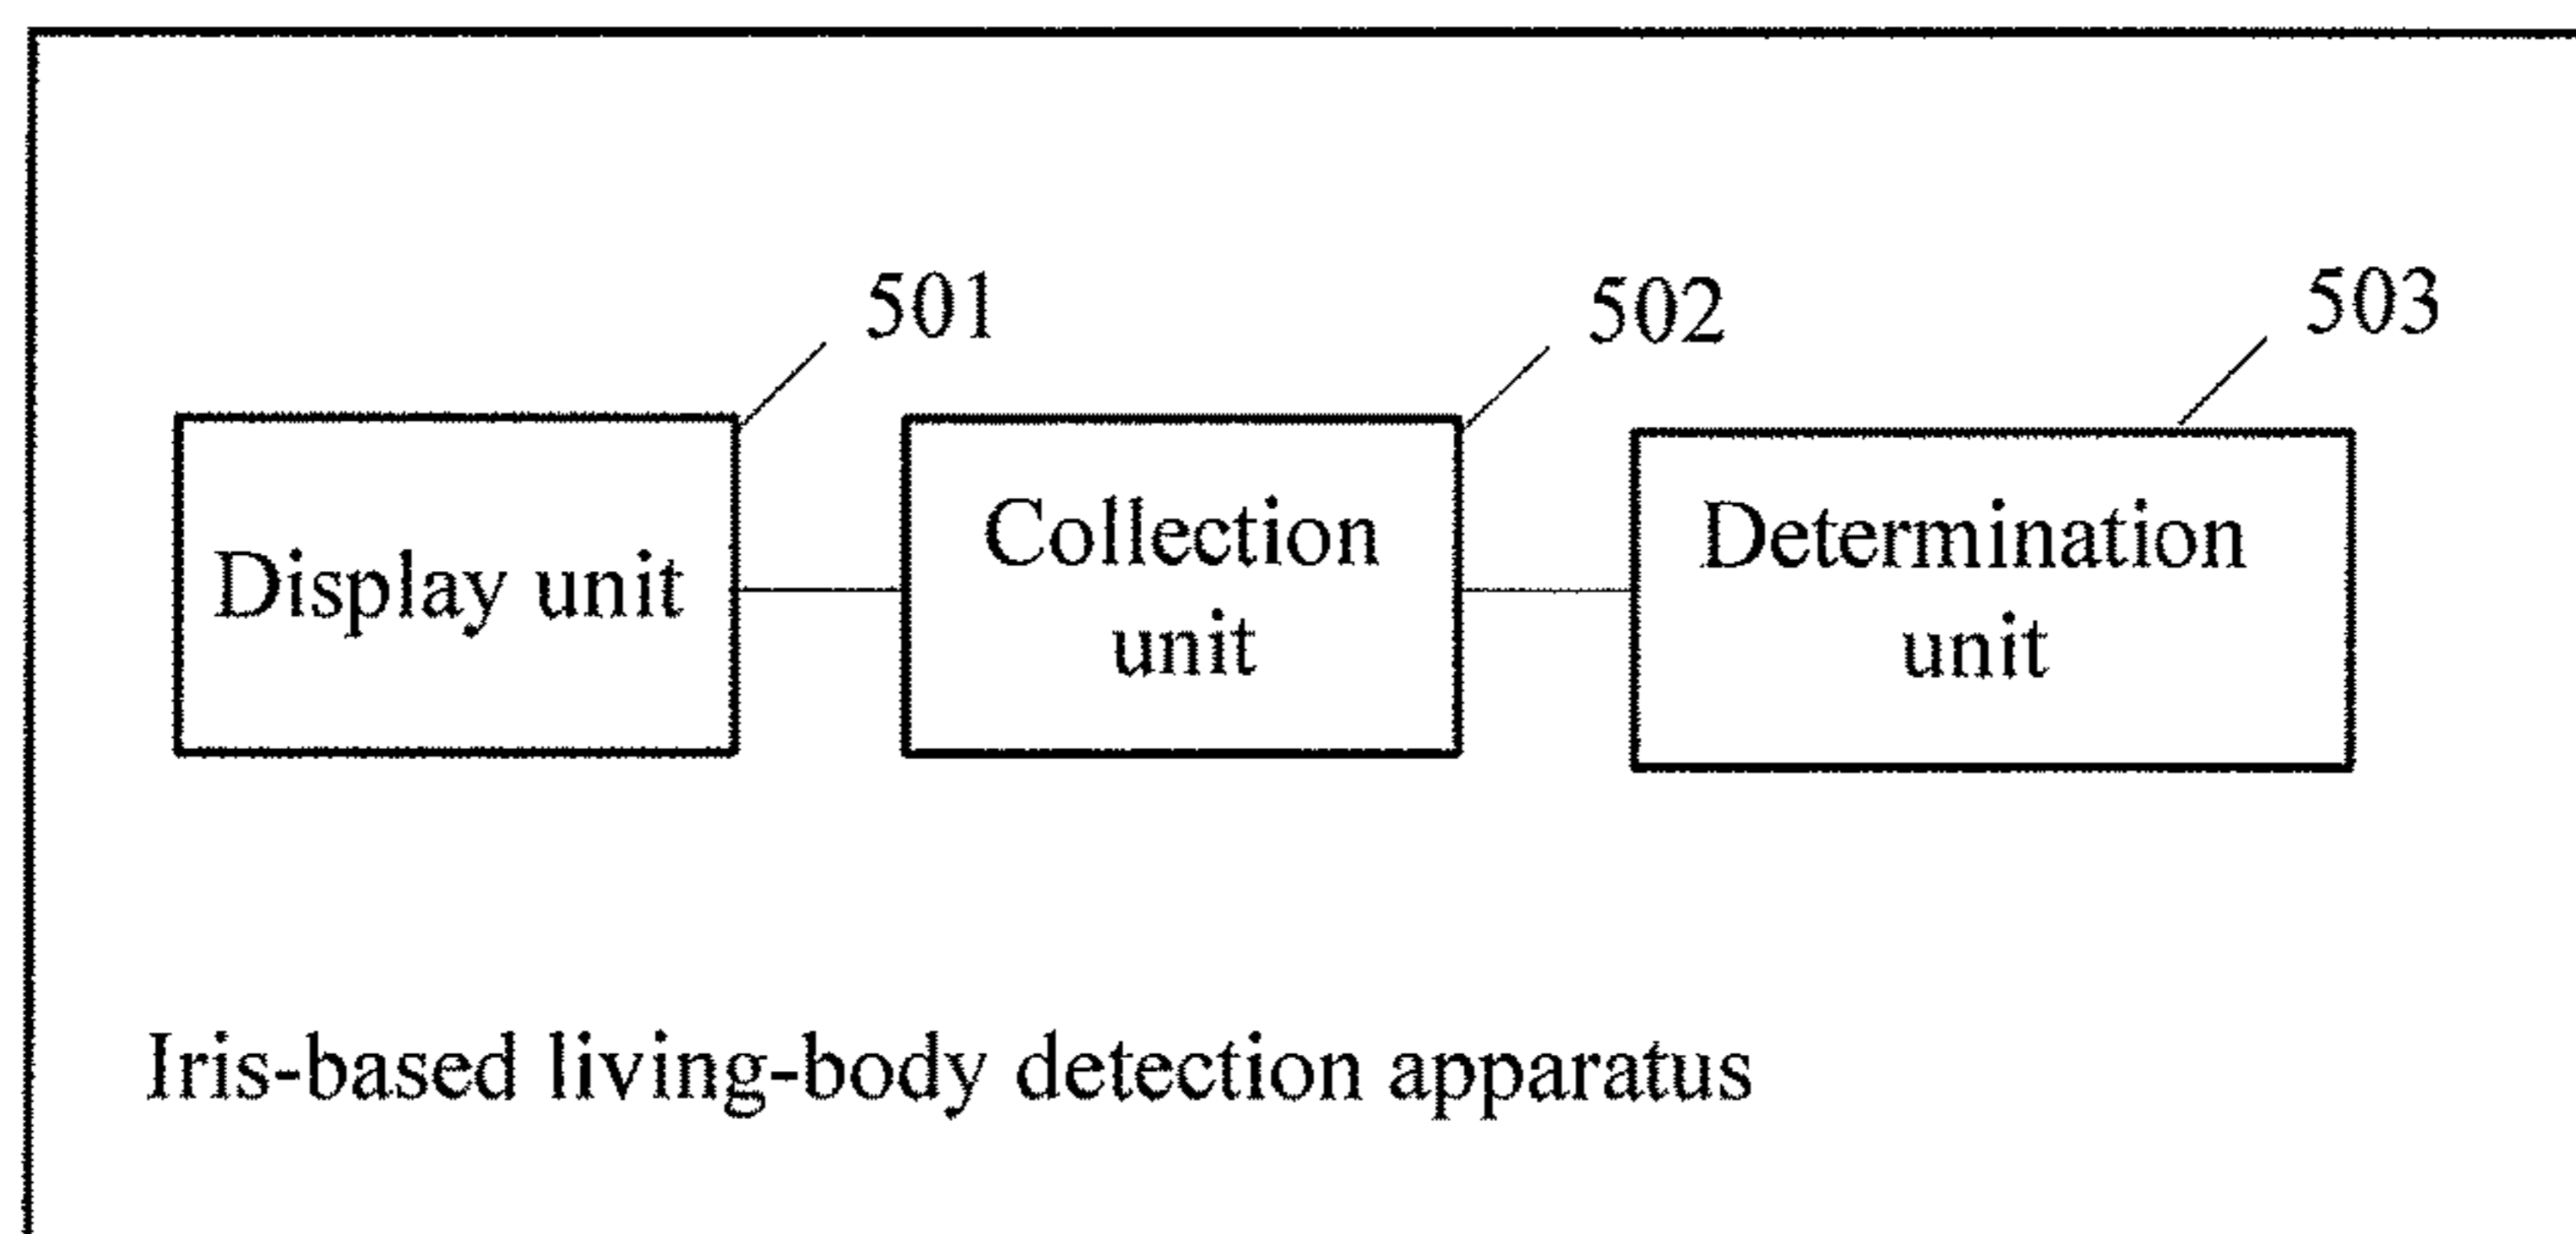 501
502
503
Display unit
Collection
unit
Determination
unit
Iris-based living-body detection apparatus